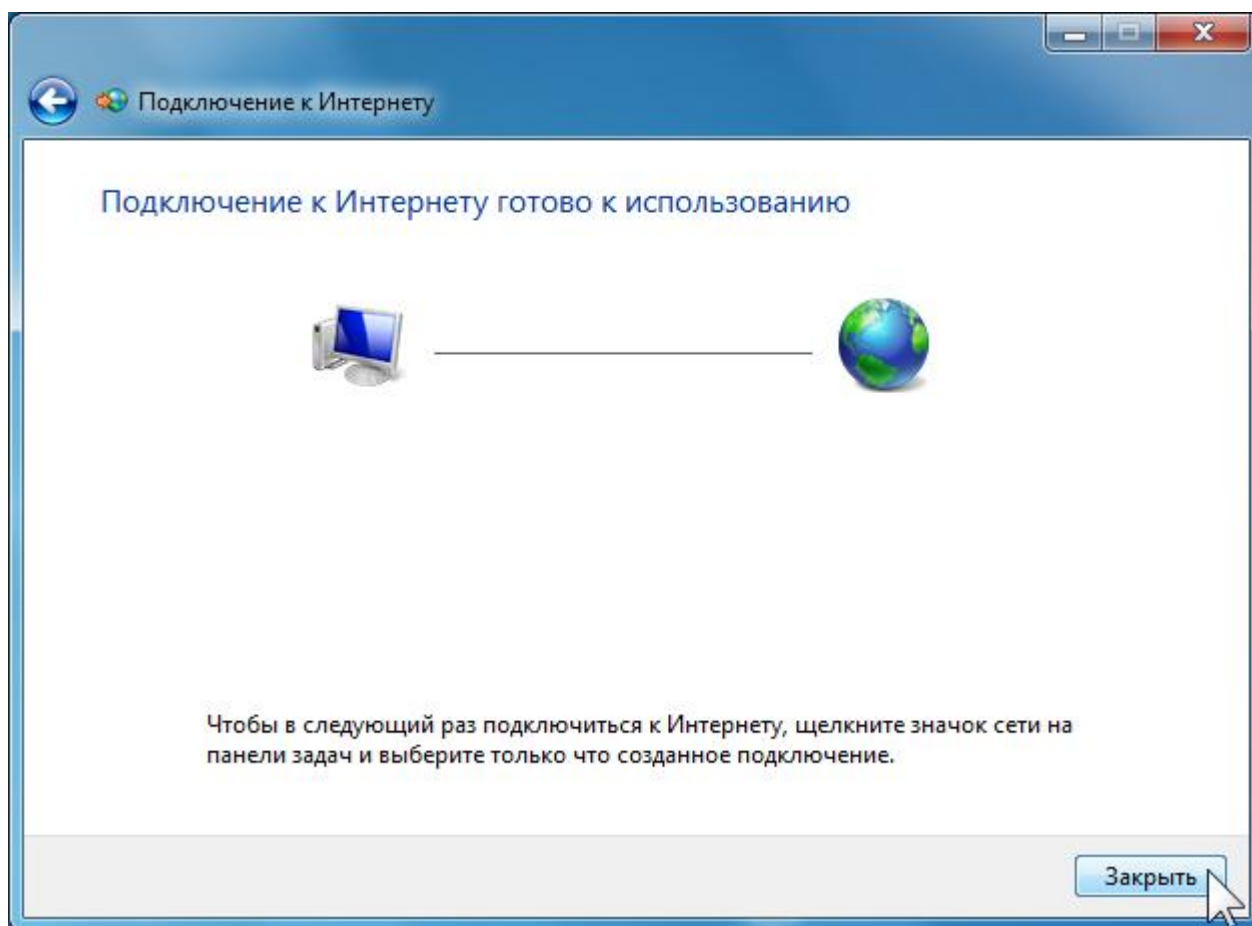 Подключение к Интернету
Подключение к Интернету готово к использованию
Чтобы в следующий раз подключиться к Интернету, щелкните значок сети на
панели задач и выберите только что созданное подключение.
Закрыть